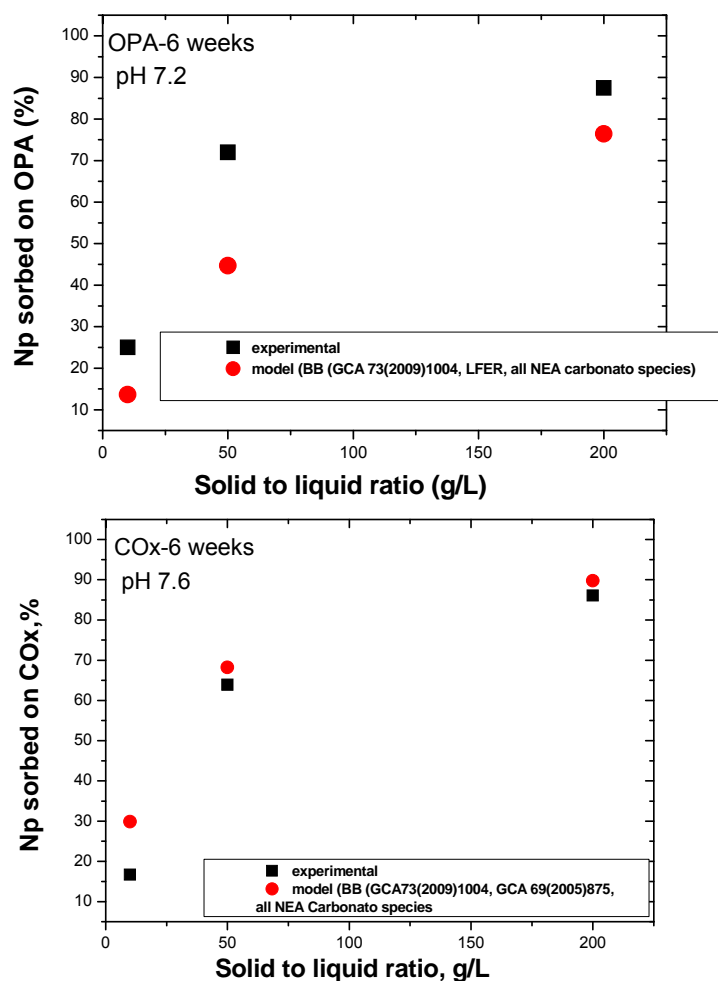 OPA-6 weeks
pH 7.2
Np sorbed on OPA (%)
100
90
80
70
60
50
40
30
20
10
experimental
model (BB (GCA 73(2009)1004, LFER, all NEA carbonato species)
0 50 100 150 200
Solid to liquid ratio (g/L)
COx-6 weeks
pH 7.6
Np sorbed on COx,%
100
90
80
70
60
50
40
30
20
10
experimental
model (BB (GCA73(2009)1004, GCA 69(2005)875,
all NEA Carbonato species
0 50 100 150 200
Solid to liquid ratio, g/L